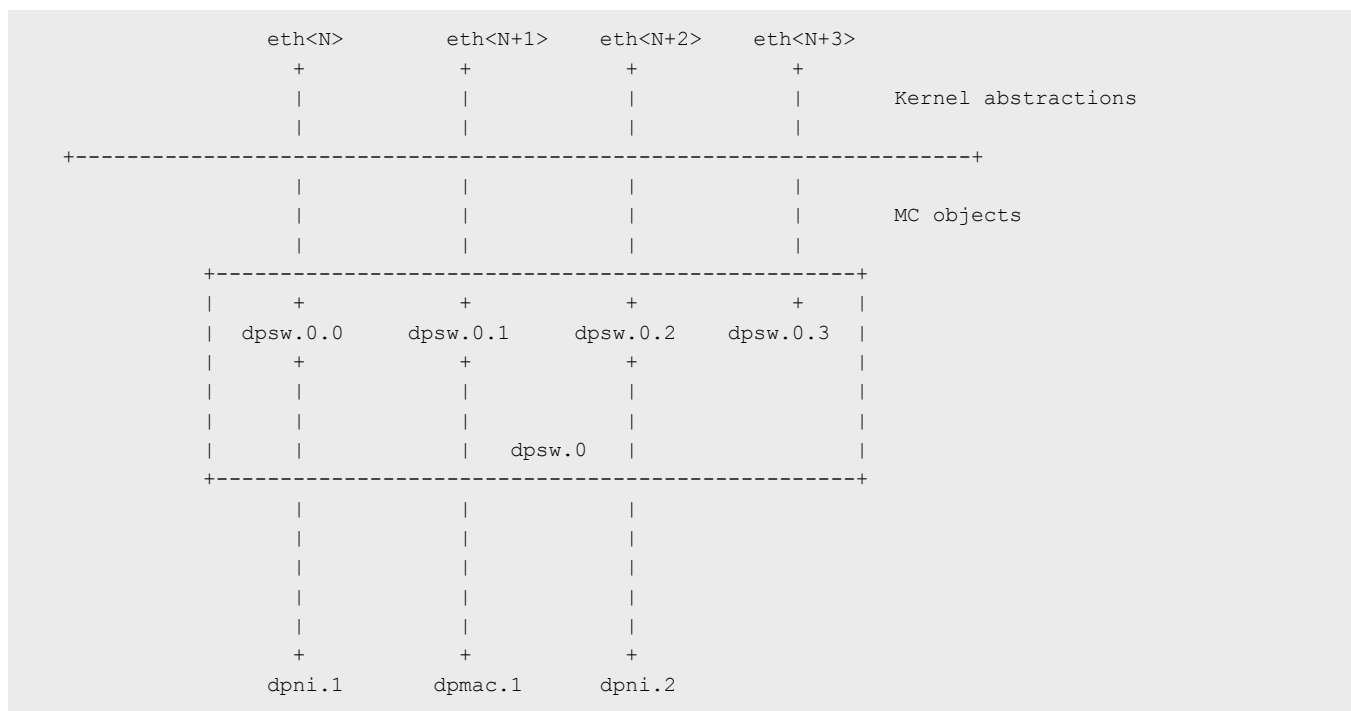 eth<N> eth<N+1> eth<N+2> eth<N+3>
+ + + +
| | | | Kernel abstractions
| | | |
+----------------------------------------------------------------------+
| | | |
| | | | MC objects
| | | |
+--------------------------------------------------+
| + + + + |
| dpsw.0.0 dpsw.0.1 dpsw.0.2 dpsw.0.3 |
| + + + |
| | | | |
| | | | |
| | | dpsw.0 | |
+--------------------------------------------------+
| | |
| | |
| | |
| | |
| | |
+ + +
dpni.1 dpmac.1 dpni.2